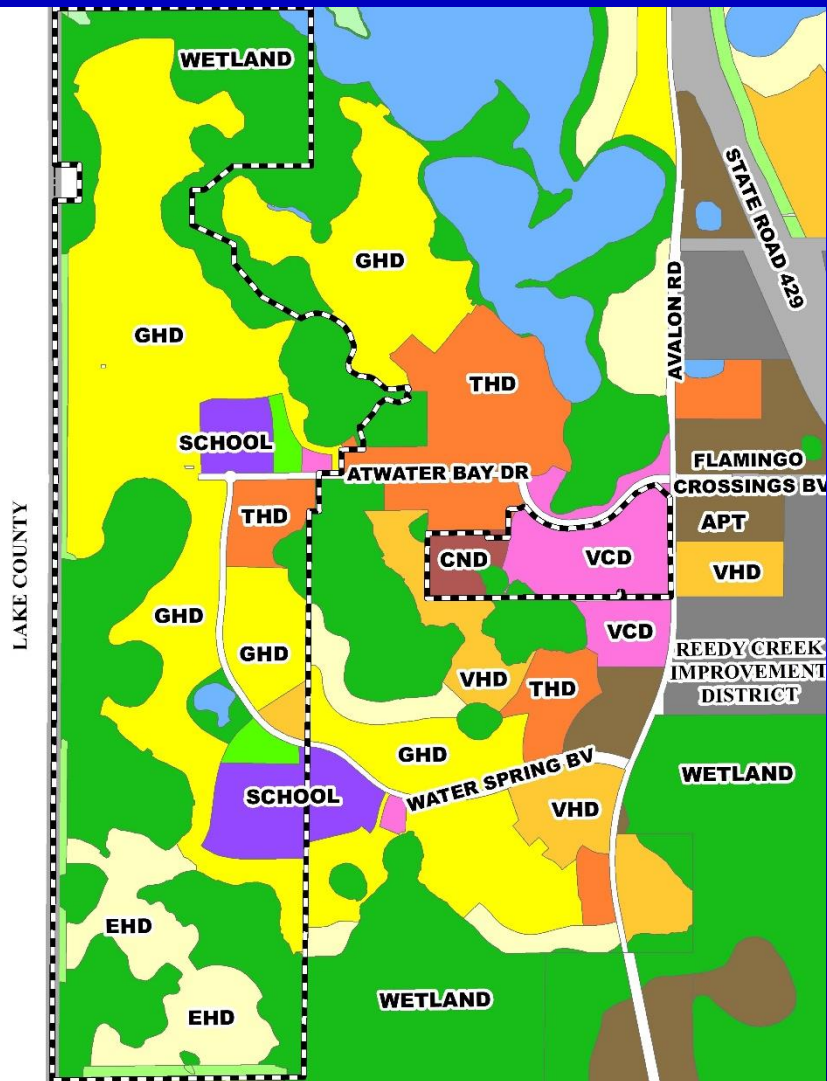 WETLAND
STATE ROAD 429
GHD
AVALON RD
GHD
THD
SCHOOL
FLAMINGO
CROSSINGS BV
ATWATER BAY DR
THD
APT
CND
VCD
VHD
LAKE COUNTY
GHD
VCD
GHD
REEDY CREEK
IMPROVEMENT
DISTRICT
VHD
THD
GHD
WATER SPRING BV
WETLAND
SCHOOL
VHD
EHD
WETLAND
EHD